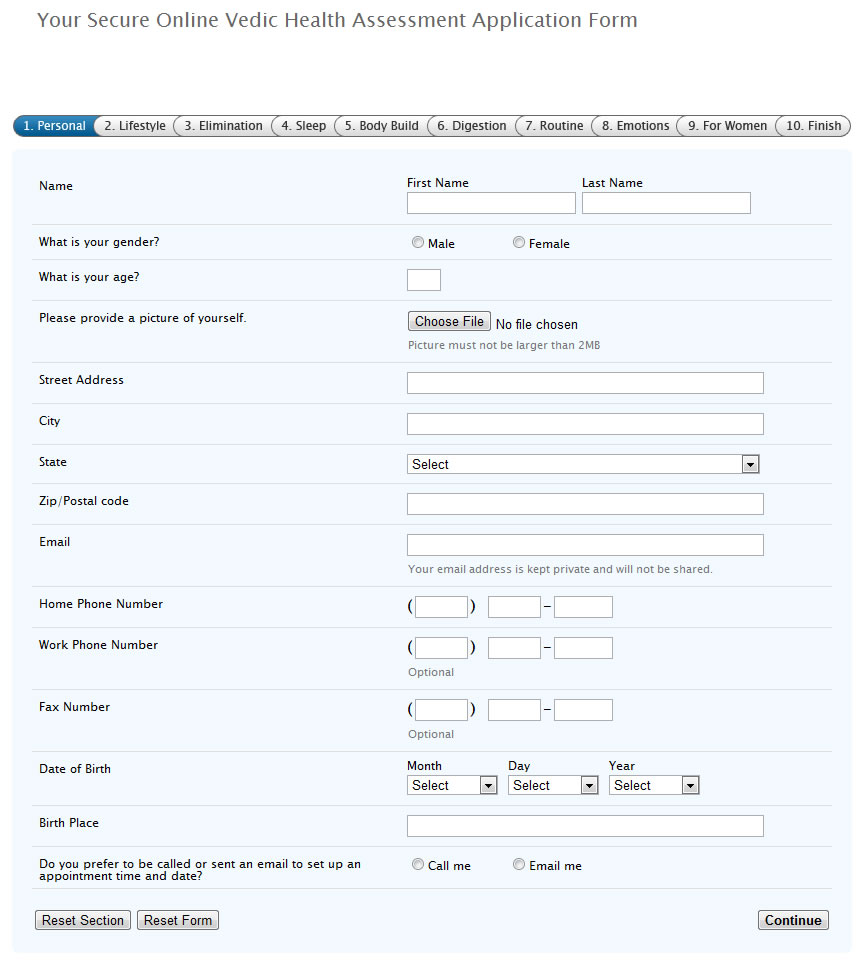 Your Secure Online Vedic Health Assessment Application Form
1. Personal 2. Lifestyle 3. Elimination 4. Sleep 5. Body Build 6. Digestion 7. Routine 8. Emotions 9. For Women 10. Finish
Name
First Name Last Name
What is your gender? Male Female
What is your age?
Please provide a picture of yourself. Choose File No file chosen
Picture must not be larger than 2MB
Street Address
City
State Select
Zip/Postal code
Email
Your email address is kept private and will not be shared.
Home Phone Number ( ) –
Work Phone Number ( ) –
Optional
Fax Number ( ) –
Optional
Date of Birth
Month Day Year
Select Select Select
Birth Place
Do you prefer to be called or sent an email to set up an
appointment time and date?
Call me Email me
Reset Section Reset Form Continue